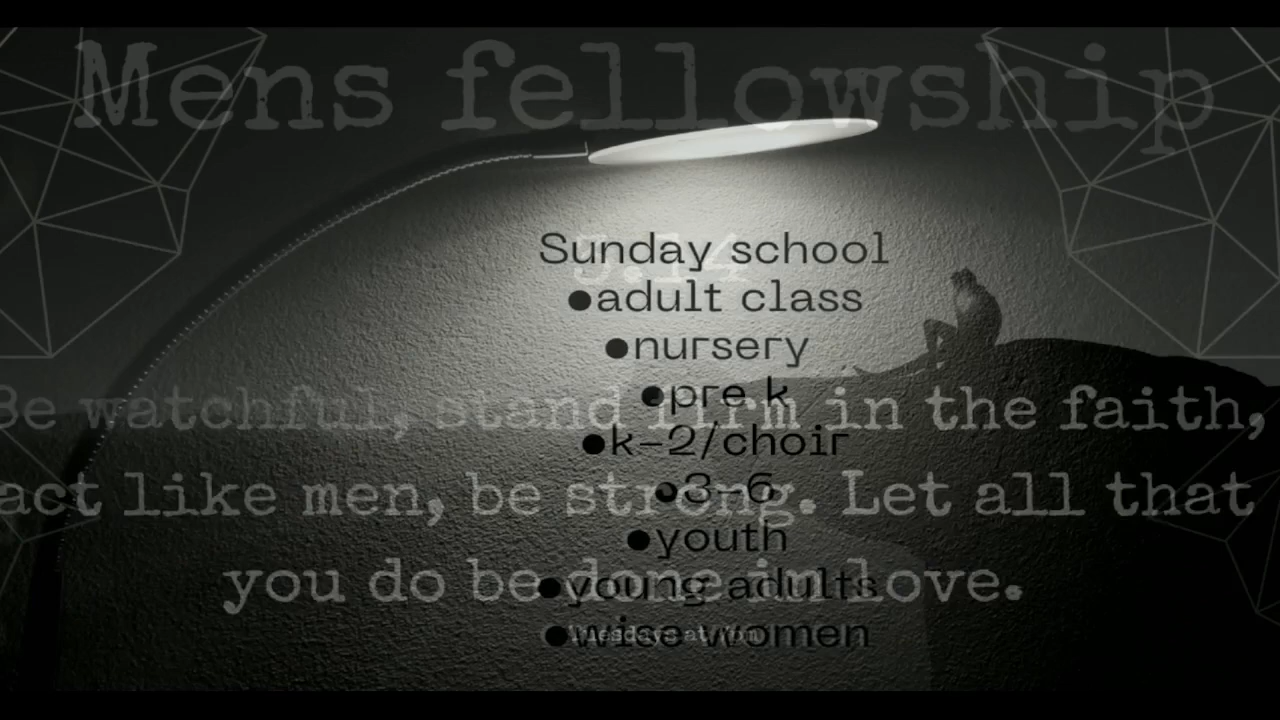 Mens fellowship
Sunday school
●adult class
●nursery
●pre k
●k-2/choir
●3-6
●youth
●young adults
●wise women
Be watchful, stand firm in the faith,
act like men, be strong. Let all that
you do be done in love.
Tuesdays at